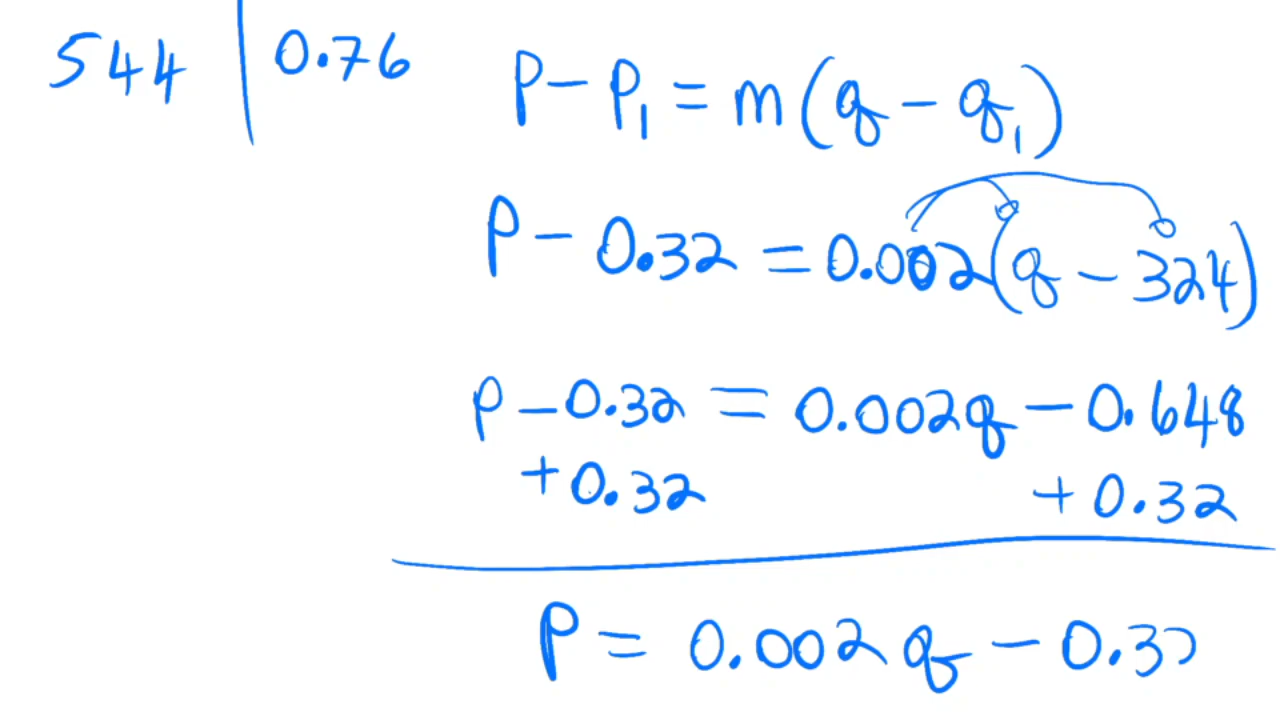 544 | 0.76
P - P₁ = m(q - q₁)
P - 0.32 = 0.002(q - 324)
P - 0.32 = 0.002q - 0.648
+ 0.32 + 0.32
P = 0.002q - 0.32